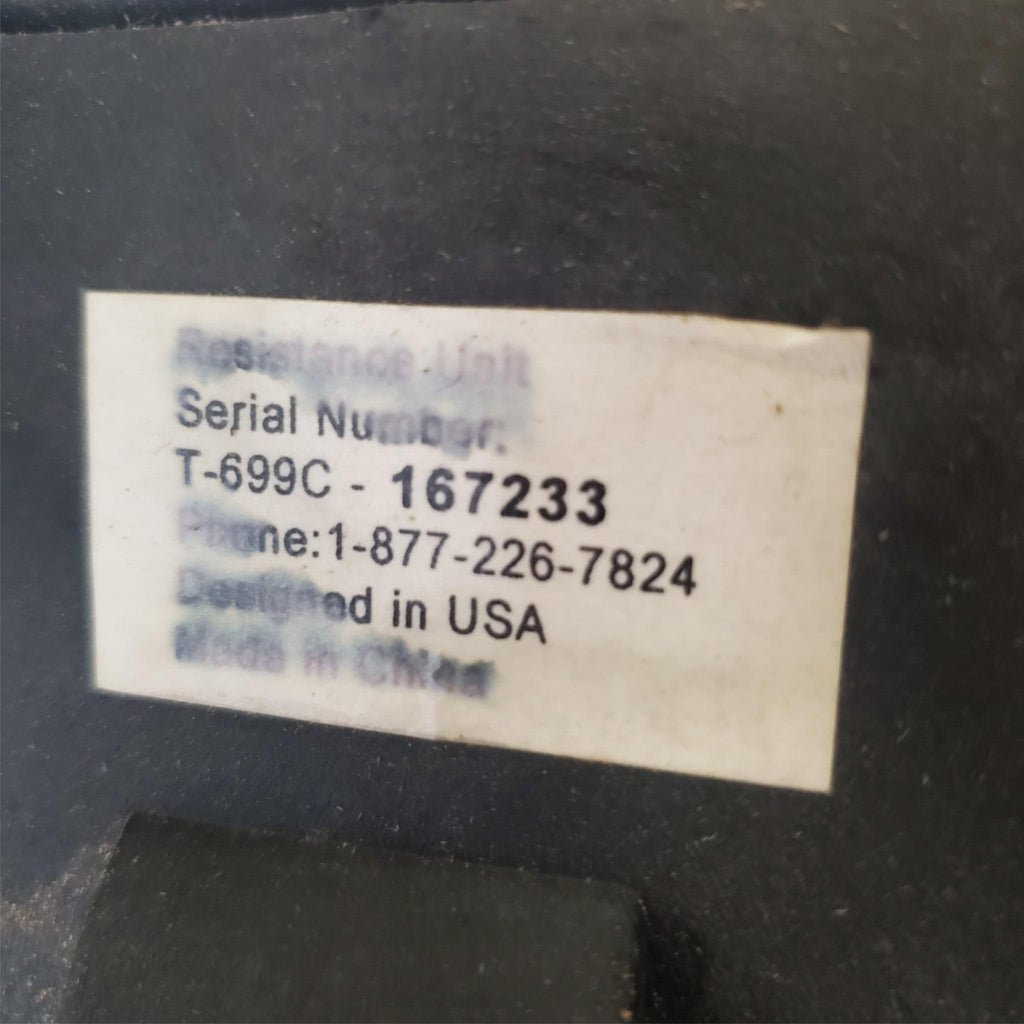 Resistance Unit
Serial Number:
T-699C - 167233
Phone:1-877-226-7824
Designed in USA
Made in China